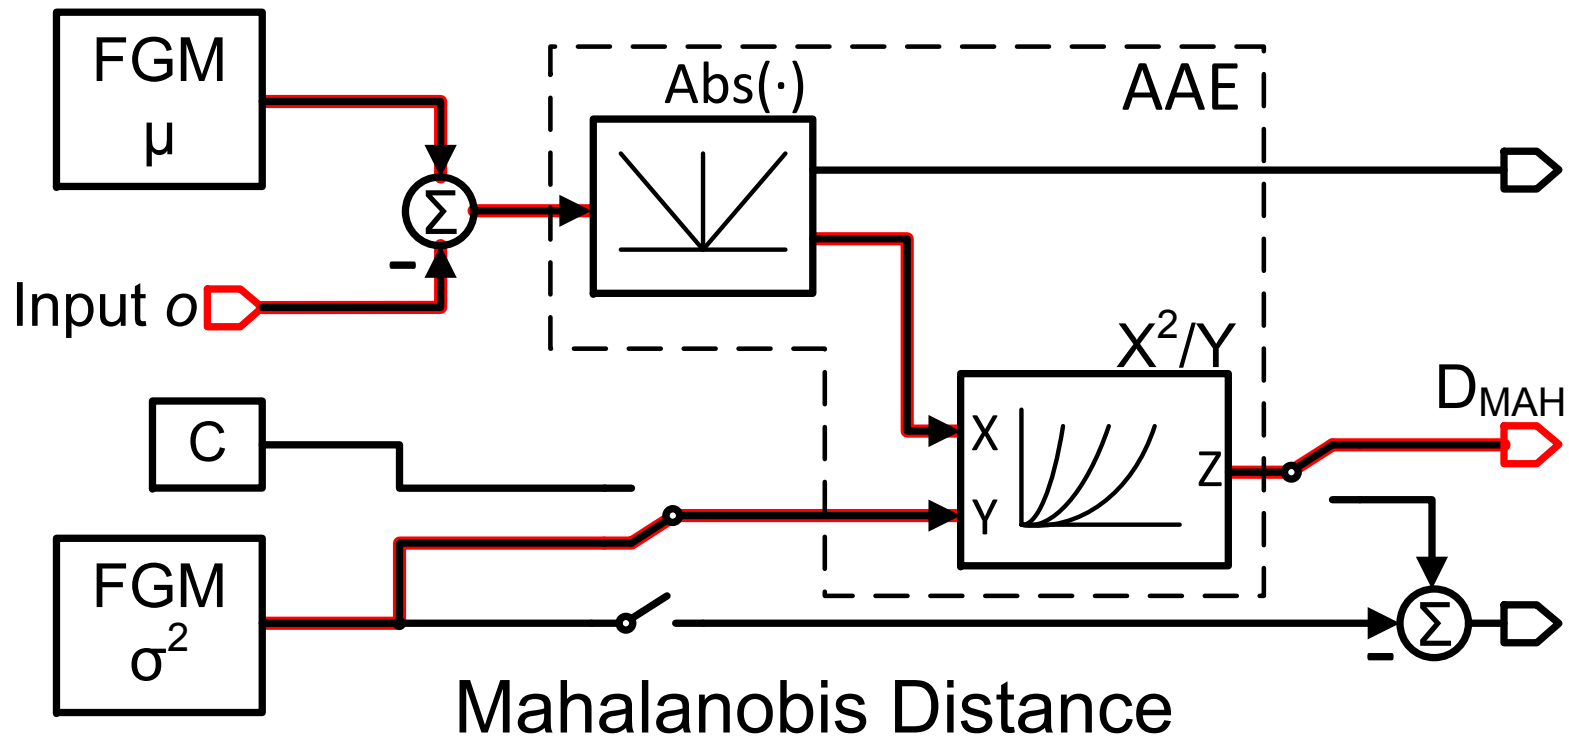 FGM
μ
Abs(·)
AAE
Σ
-
Input o
X²/Y
C
X
Y
Z
D_MAH
FGM
σ²
Σ
-
Mahalanobis Distance